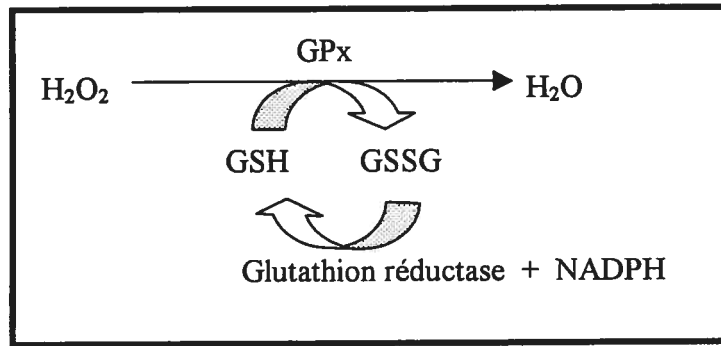 GPx
H₂O₂ H₂O
GSH GSSG
Glutathion réductase + NADPH